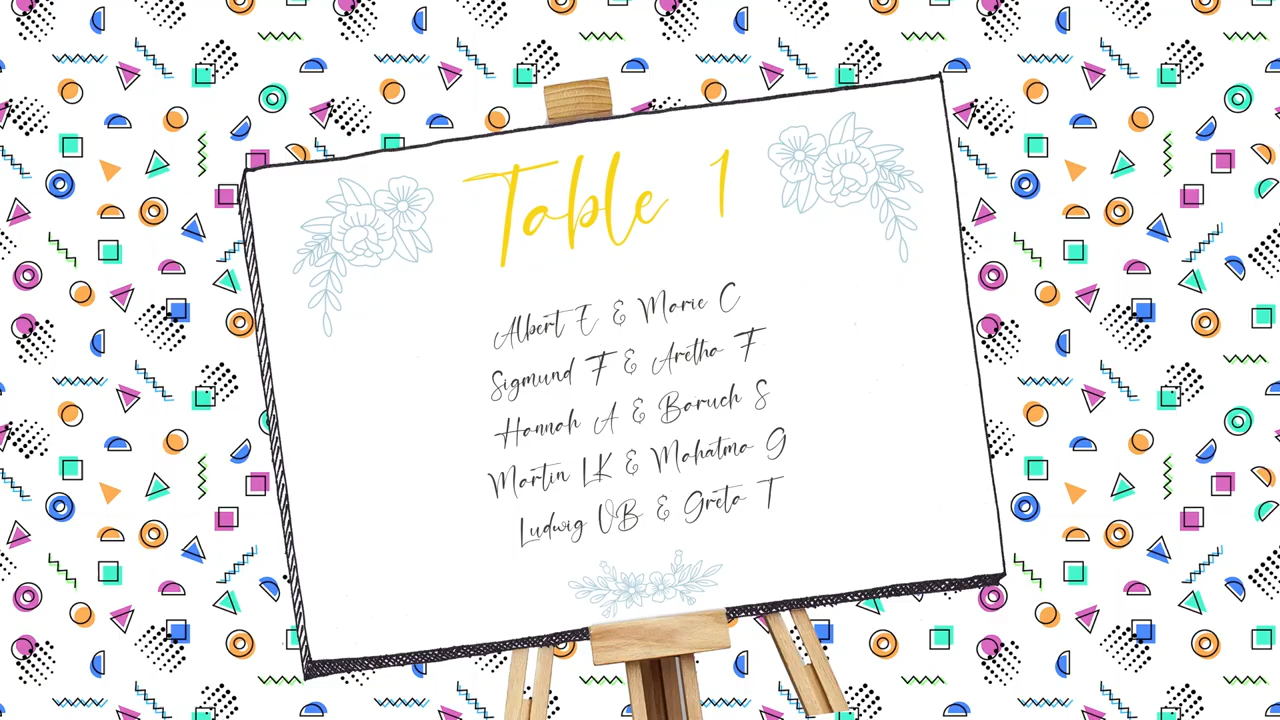 Table 1
Albert E & Marie C
Sigmund F & Aretha F
Hannah A & Baruch S
Martin LK & Mahatma G
Ludwig VB & Greta T